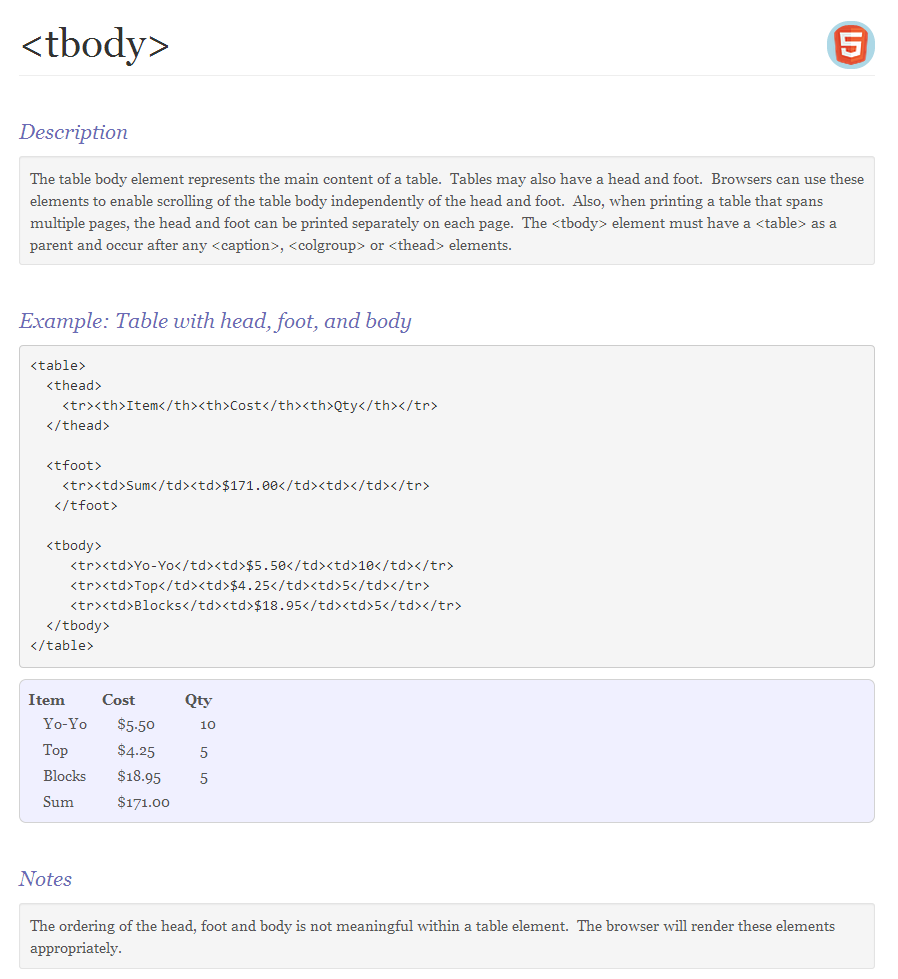 <tbody>
5
Description
The table body element represents the main content of a table.  Tables may also have a head and foot.  Browsers can use these
elements to enable scrolling of the table body independently of the head and foot.  Also, when printing a table that spans
multiple pages, the head and foot can be printed separately on each page.  The <tbody> element must have a <table> as a
parent and occur after any <caption>, <colgroup> or <thead> elements.
Example: Table with head, foot, and body
<table>
  <thead>
    <tr><th>Item</th><th>Cost</th><th>Qty</th></tr>
  </thead>
  <tfoot>
    <tr><td>Sum</td><td>$171.00</td><td></td></tr>
   </tfoot>
  <tbody>
     <tr><td>Yo-Yo</td><td>$5.50</td><td>10</td></tr>
     <tr><td>Top</td><td>$4.25</td><td>5</td></tr>
     <tr><td>Blocks</td><td>$18.95</td><td>5</td></tr>
  </tbody>
</table>
Item Cost Qty
Yo-Yo $5.50 10
Top $4.25 5
Blocks $18.95 5
Sum $171.00
Notes
The ordering of the head, foot and body is not meaningful within a table element.  The browser will render these elements
appropriately.